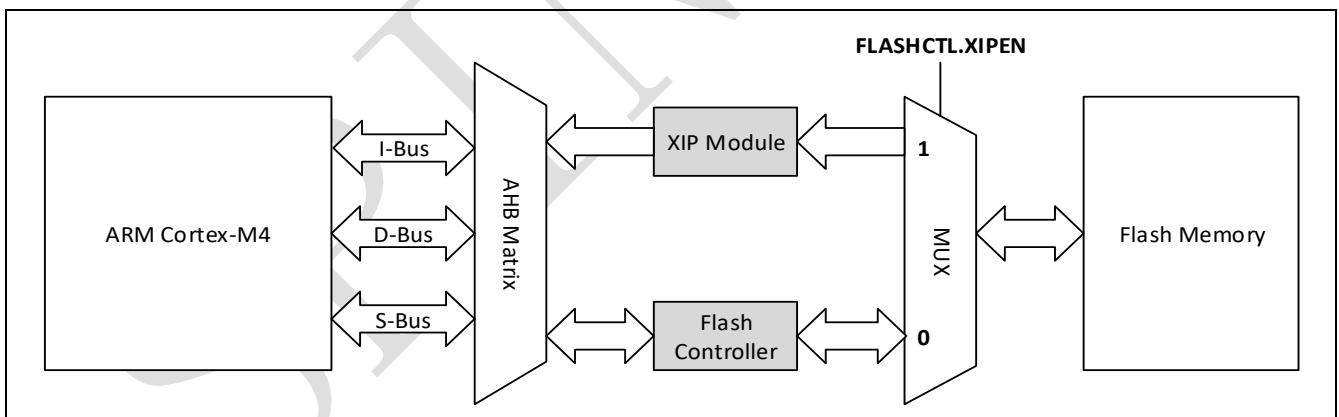 FLASHCTL.XIPEN
ARM Cortex-M4
I-Bus
D-Bus
S-Bus
AHB Matrix
XIP Module
Flash
Controller
1
0
MUX
Flash Memory